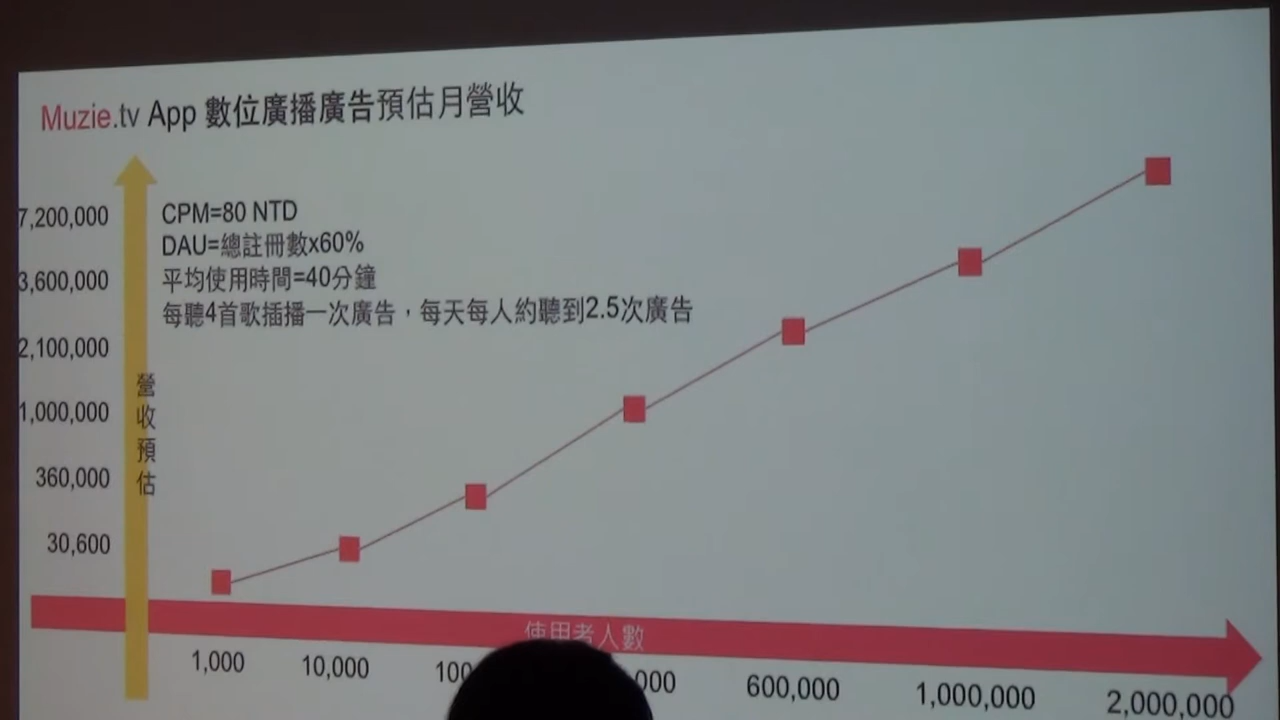 Muzie.tv App 數位廣播廣告預估月營收
CPM=80 NTD
DAU=總註冊數x60%
平均使用時間=40分鐘
每聽4首歌插播一次廣告，每天每人約聽到2.5次廣告
7,200,000
3,600,000
2,100,000
1,000,000
360,000
30,600
營收預估
使用者人數
1,000
10,000
600,000
1,000,000
2,000,000